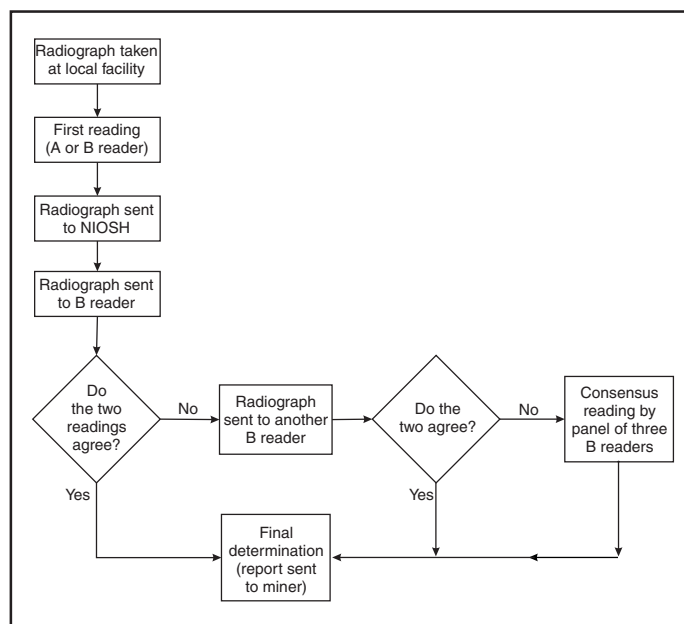 Radiograph taken
at local facility
First reading
(A or B reader)
Radiograph sent
to NIOSH
Radiograph sent
to B reader
Do
the two
readings
agree?
No
Radiograph
sent to another
B reader
Do the
two agree?
No
Consensus
reading by
panel of three
B readers
Yes
Yes
Final
determination
(report sent
to miner)